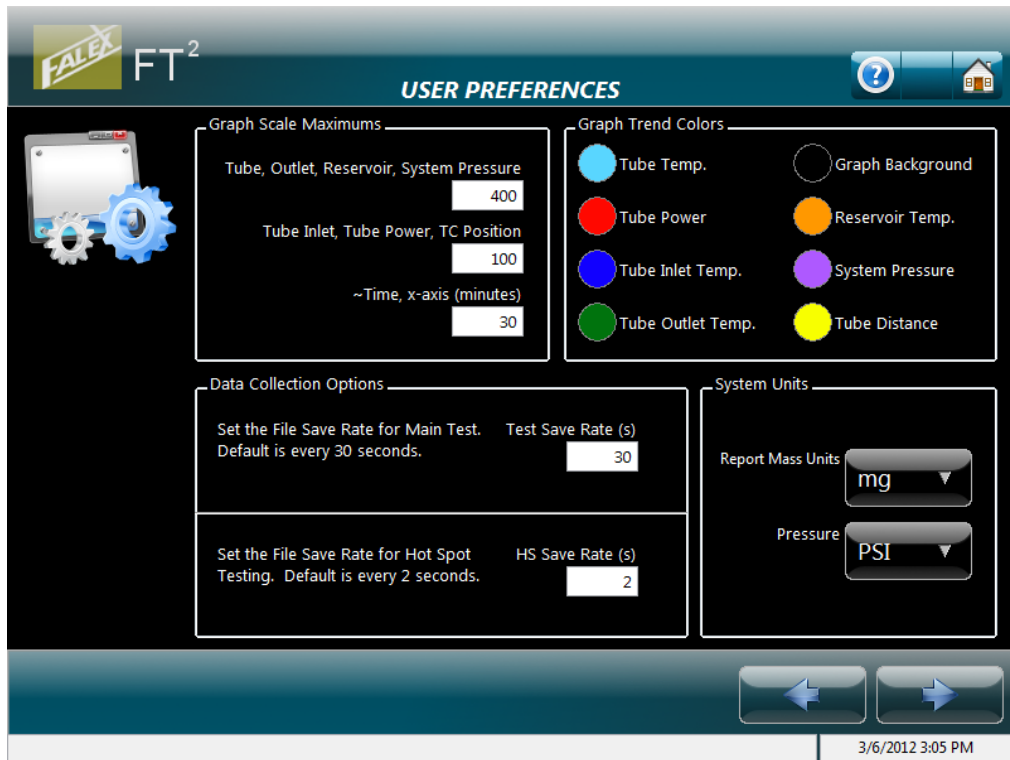 FALEX FT²
USER PREFERENCES
Graph Scale Maximums
Tube, Outlet, Reservoir, System Pressure
400
Tube Inlet, Tube Power, TC Position
100
~Time, x-axis (minutes)
30
Graph Trend Colors
Tube Temp.
Graph Background
Tube Power
Reservoir Temp.
Tube Inlet Temp.
System Pressure
Tube Outlet Temp.
Tube Distance
Data Collection Options
Set the File Save Rate for Main Test.
Default is every 30 seconds.
Test Save Rate (s)
30
Set the File Save Rate for Hot Spot
Testing. Default is every 2 seconds.
HS Save Rate (s)
2
System Units
Report Mass Units
mg
Pressure
PSI
3/6/2012 3:05 PM